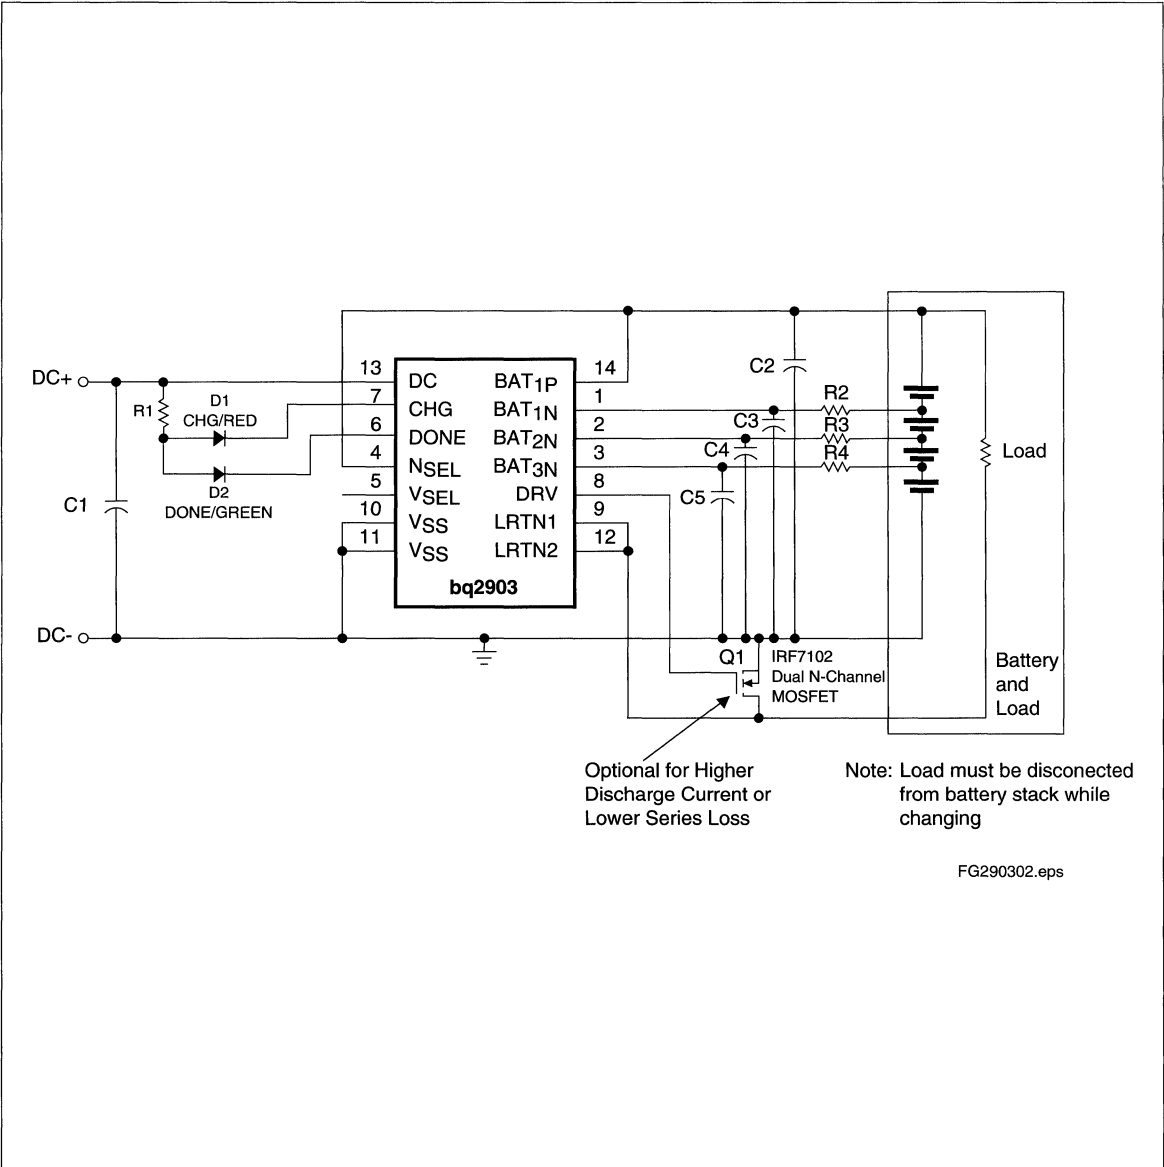 C2
DC+
13
14
DC
BAT1P
R1
D1
CHG/RED
7
1
CHG
BAT1N
R2
C3
6
2
DONE
BAT2N
R3
C4
4
3
NSEL
BAT3N
R4
Load
D2
DONE/GREEN
5
8
VSEL
DRV
C5
C1
10
9
VSS
LRTN1
11
12
VSS
LRTN2
bq2903
DC-
Q1
IRF7102
Dual N-Channel
MOSFET
Battery
and
Load
Optional for Higher
Discharge Current or
Lower Series Loss
Note: Load must be disconected
from battery stack while
changing
FG290302.eps